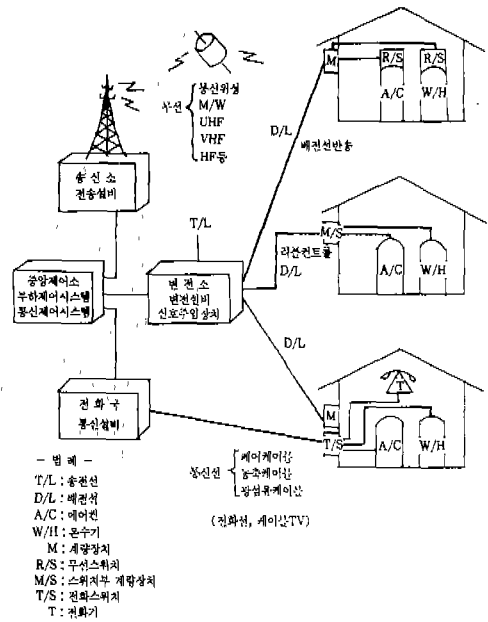 무선
통신위성
M/W
UHF
VHF
HF등
송신소
전송설비
T/L
중앙제어소
부하제어시스템
통신제어시스템
변전소
변전설비
신호주입장치
전화국
통신설비
D/L
배전선반송
M
R/S
R/S
A/C
W/H
리플컨트롤
D/L
M/S
A/C
W/H
D/L
M
T/S
T
A/C
W/H
통신선
페어케이블
동축케이블
광섬유케이블
(전화선, 케이블TV)
― 범례 ―
T/L : 송전선
D/L : 배전선
A/C : 에어컨
W/H : 온수기
M : 계량장치
R/S : 무선스위치
M/S : 스위치부 계량장치
T/S : 전화스위치
T : 전화기